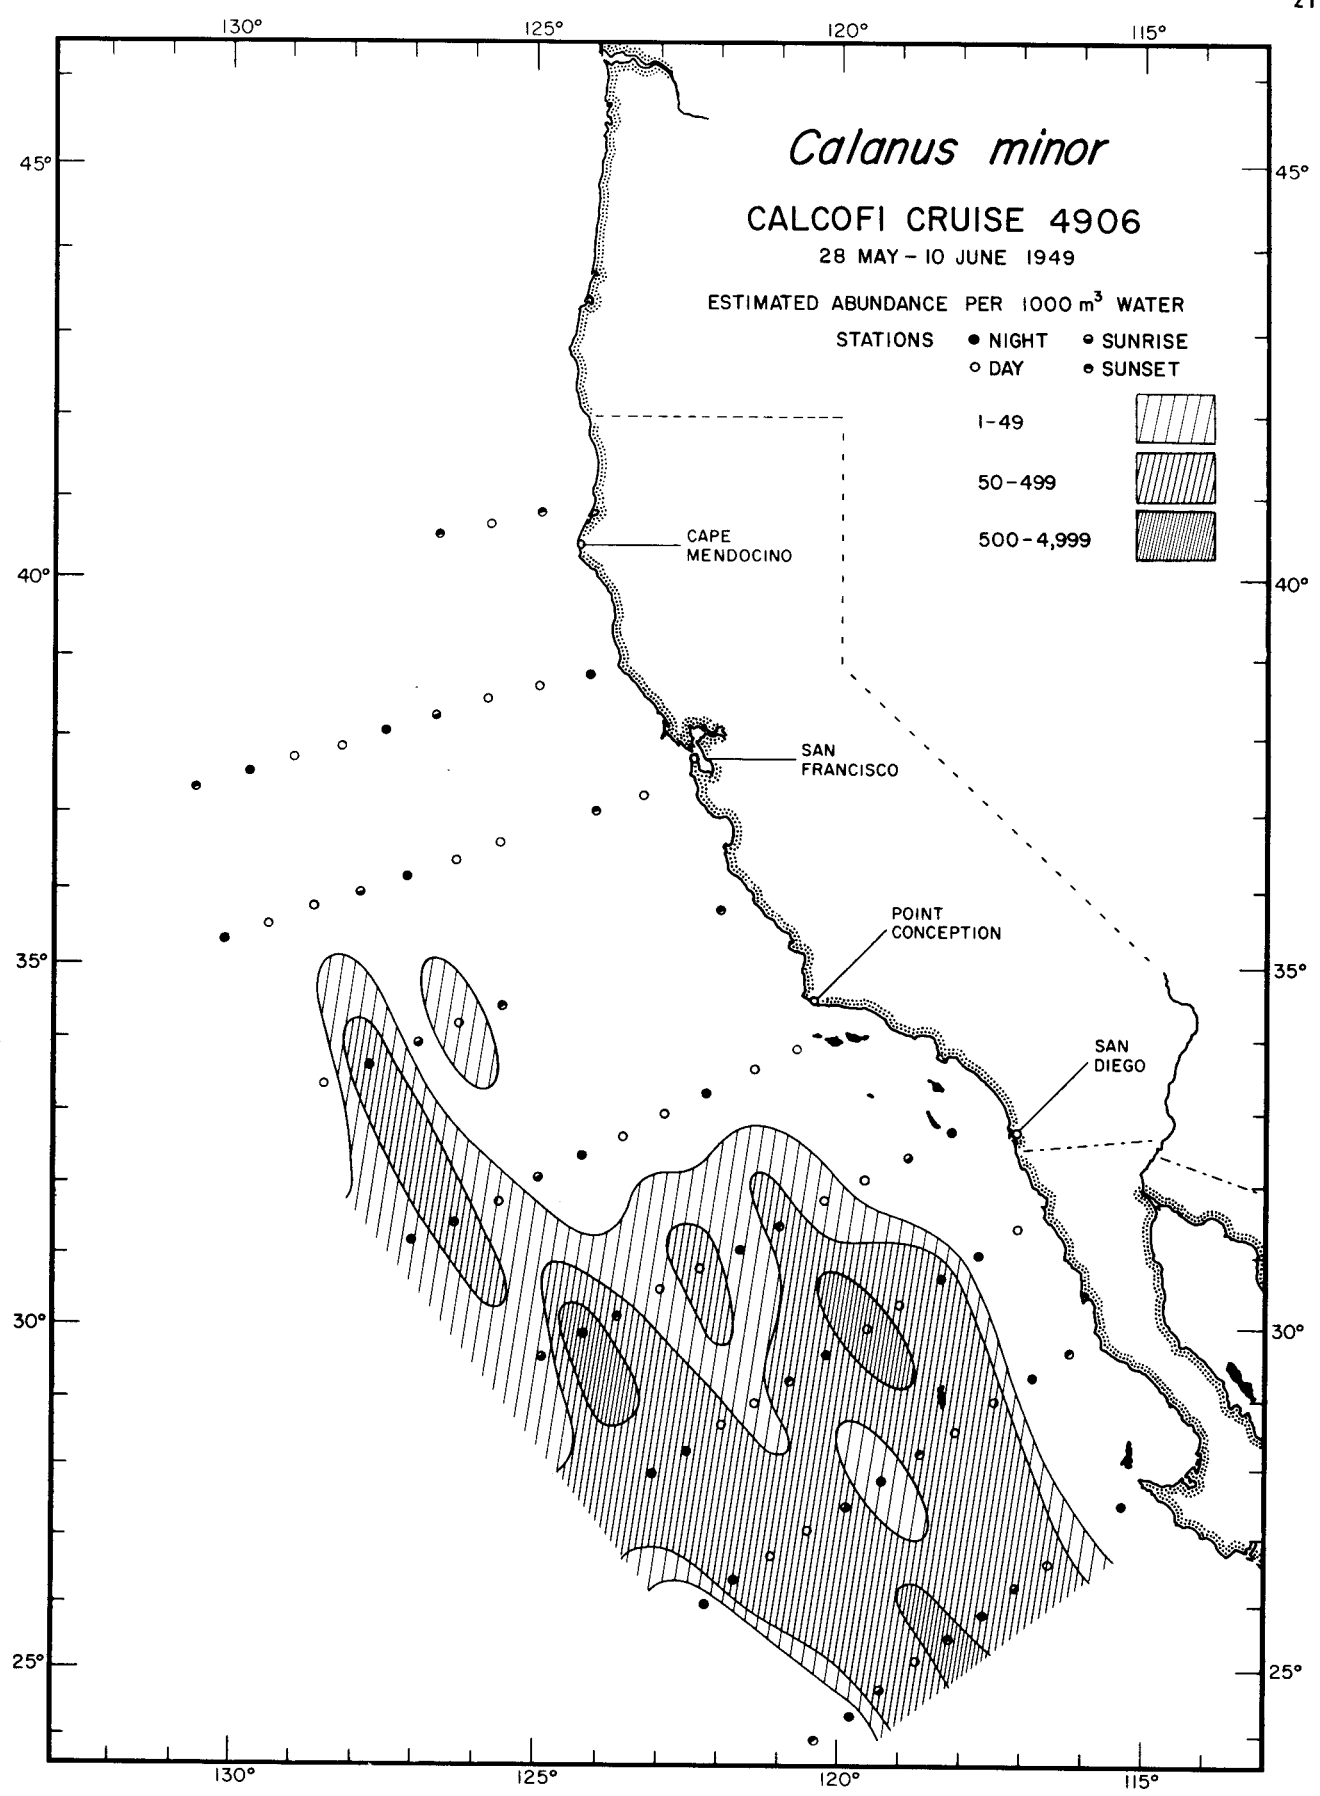 21
130° 125° 120° 115°
Calanus minor
45° 45°
CALCOFI CRUISE 4906
28 MAY – 10 JUNE 1949
ESTIMATED ABUNDANCE PER 1000 m³ WATER
STATIONS ● NIGHT ◒ SUNRISE
○ DAY ◓ SUNSET
1-49
50-499
500-4,999
CAPE
MENDOCINO
40° 40°
SAN
FRANCISCO
POINT
CONCEPTION
35° 35°
SAN
DIEGO
30° 30°
25° 25°
130° 125° 120° 115°